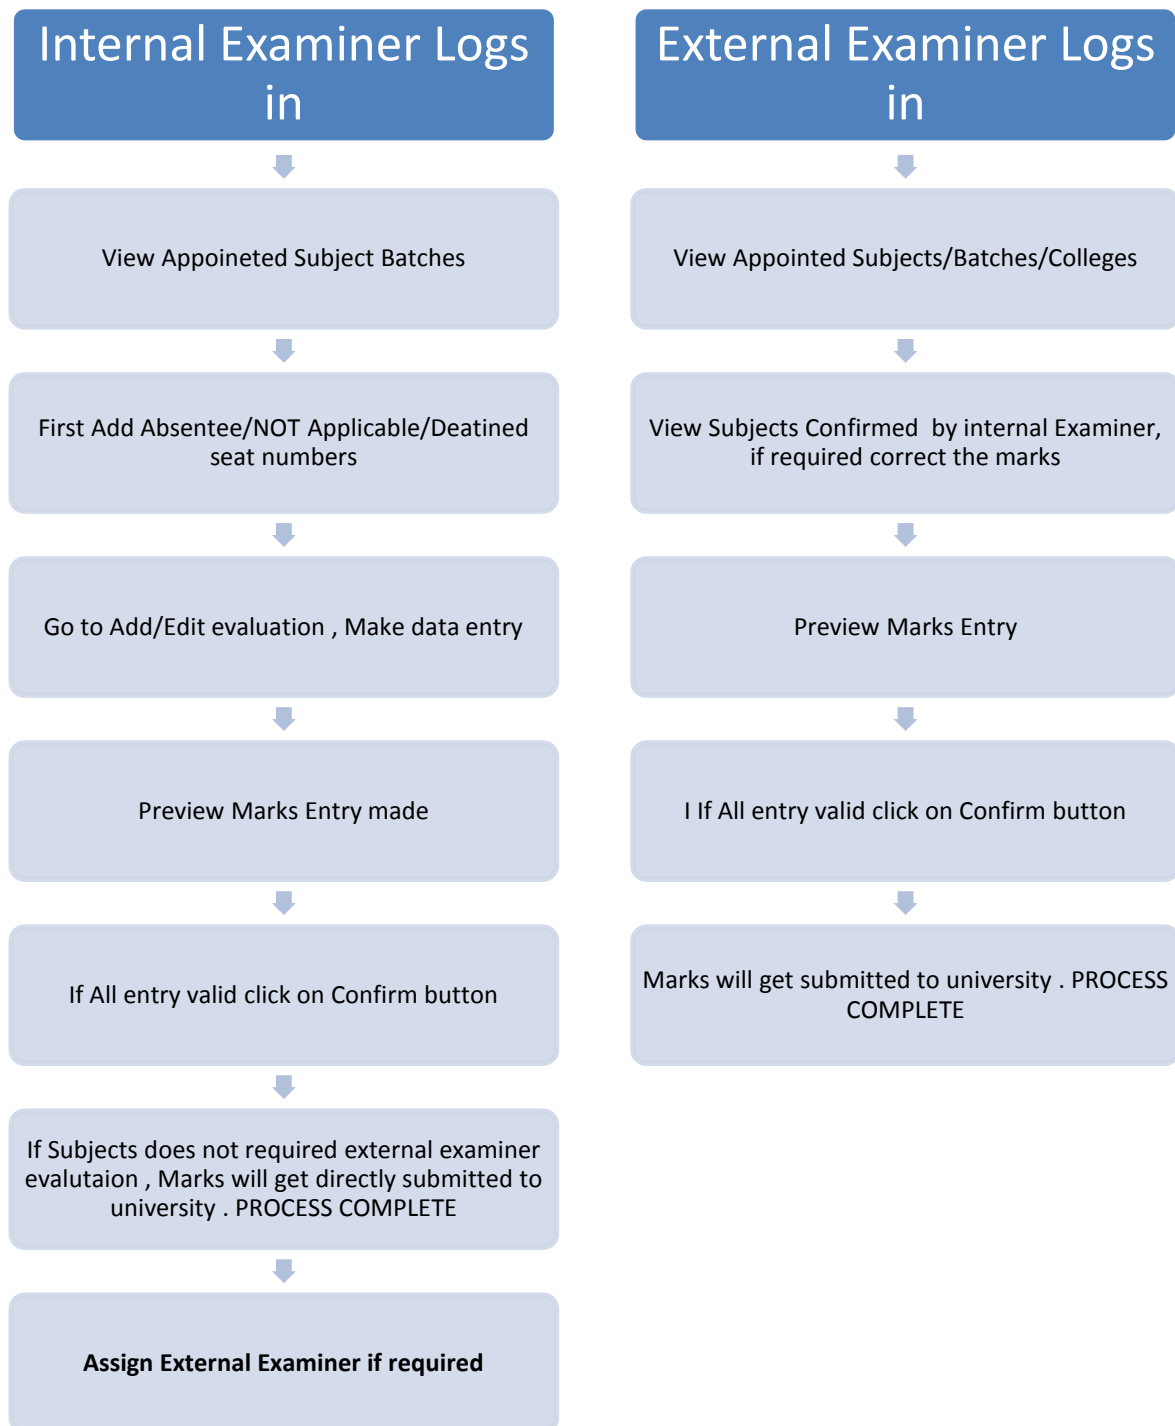 Internal Examiner Logs
in
View Appoineted Subject Batches
First Add Absentee/NOT Applicable/Deatined
seat numbers
Go to Add/Edit evaluation , Make data entry
Preview Marks Entry made
If All entry valid click on Confirm button
If Subjects does not required external examiner
evalutaion , Marks will get directly submitted to
university . PROCESS COMPLETE
Assign External Examiner if required
External Examiner Logs
in
View Appointed Subjects/Batches/Colleges
View Subjects Confirmed  by internal Examiner,
if required correct the marks
Preview Marks Entry
I If All entry valid click on Confirm button
Marks will get submitted to university . PROCESS
COMPLETE